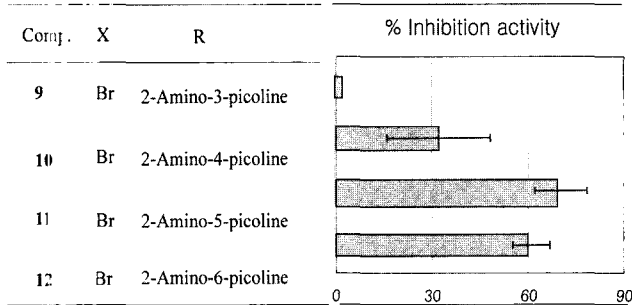 Comp. X R % Inhibition activity
9 Br 2-Amino-3-picoline
10 Br 2-Amino-4-picoline
11 Br 2-Amino-5-picoline
12 Br 2-Amino-6-picoline
0 30 60 90